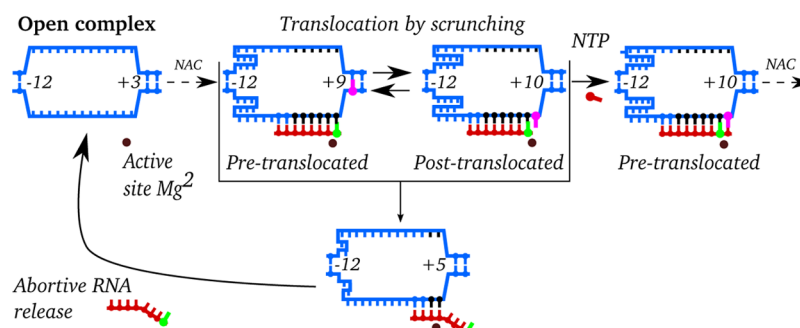 Open complex
Translocation by scrunching
NTP
NAC
NAC
-12
+3
-12
+9
-12
+10
-12
+10
Active
site Mg2
Pre-translocated
Post-translocated
Pre-translocated
-12
+5
Abortive RNA
release